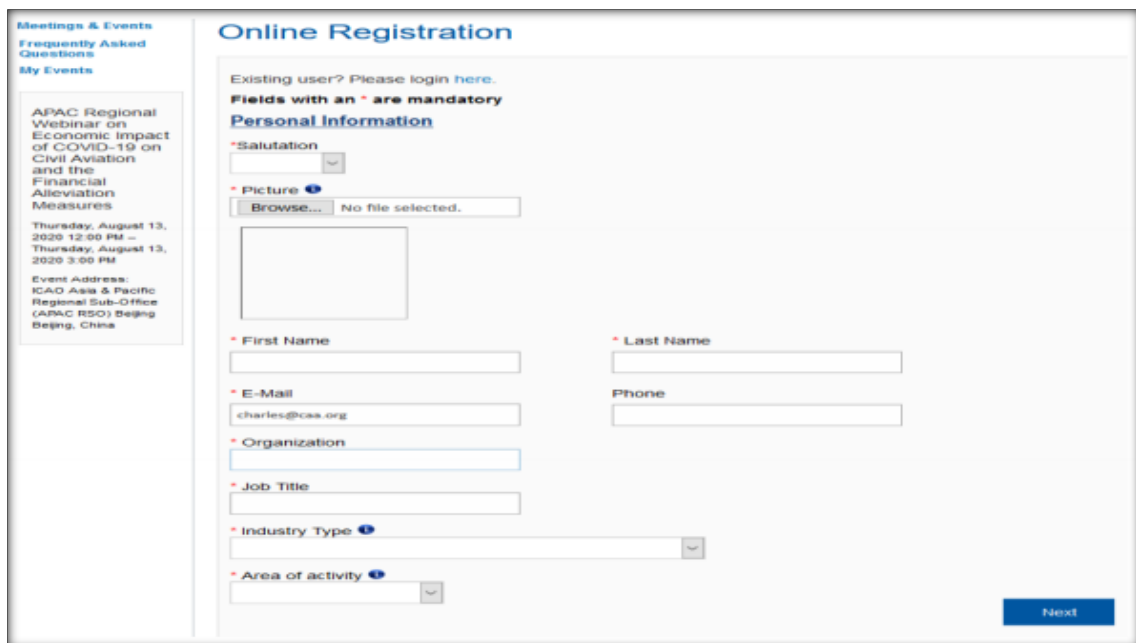 Meetings & Events
Frequently Asked
Questions
My Events
APAC Regional
Webinar on
Economic Impact
of COVID-19 on
Civil Aviation
and the
Financial
Alleviation
Measures
Thursday, August 13,
2020 12:00 PM –
Thursday, August 13,
2020 3:00 PM
Event Address:
ICAO Asia & Pacific
Regional Sub-Office
(APAC RSO) Beijing
Beijing, China
Online Registration
Existing user? Please login here.
Fields with an * are mandatory
Personal Information
*Salutation
* Picture
Browse... No file selected.
* First Name
* Last Name
* E-Mail
Phone
charles@caa.org
* Organization
* Job Title
* Industry Type
* Area of activity
Next